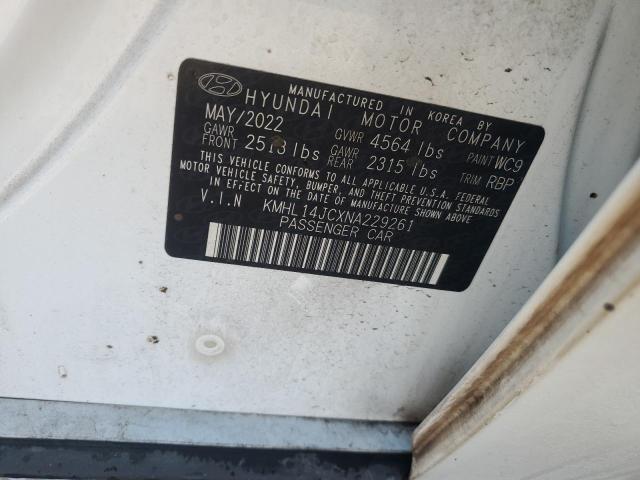 MANUFACTURED IN KOREA BY
HYUNDAI MOTOR COMPANY
MAY/2022 GVWR 4564 lbs PAINT WC9
GAWR FRONT 2513 lbs GAWR REAR 2315 lbs TRIM RBP
THIS VEHICLE CONFORMS TO ALL APPLICABLE U.S.A. FEDERAL
MOTOR VEHICLE SAFETY, BUMPER, AND THEFT PREVENTION STANDARDS
IN EFFECT ON THE DATE OF MANUFACTURE SHOWN ABOVE.
V.I.N KMHL14JCXNA229261
PASSENGER CAR